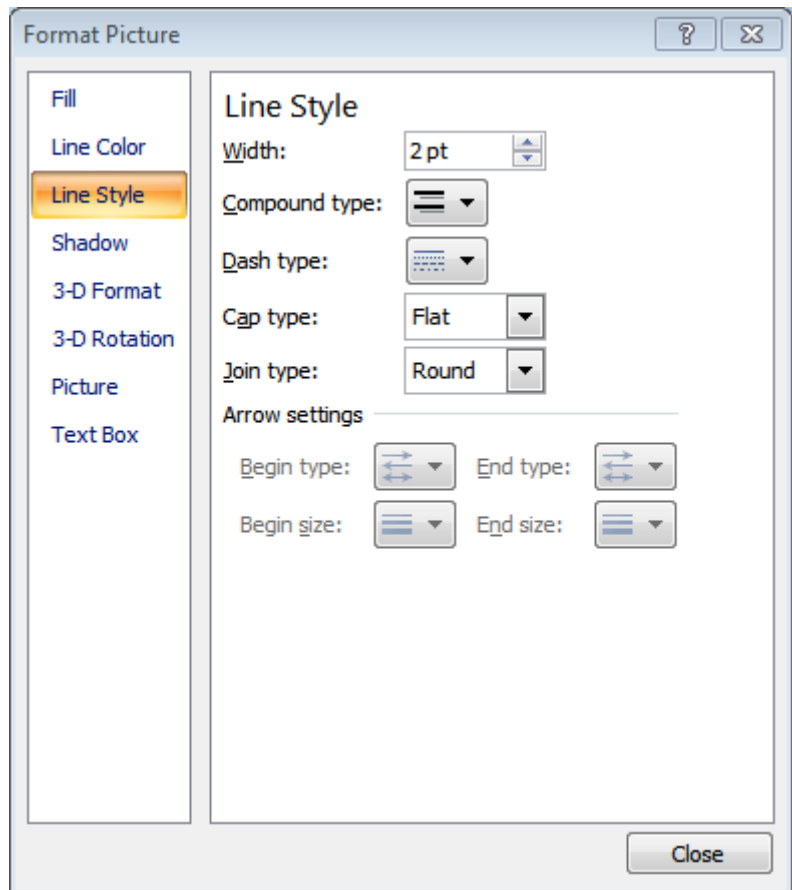 Format Picture
Fill
Line Color
Line Style
Shadow
3-D Format
3-D Rotation
Picture
Text Box
Line Style
Width: 2 pt
Compound type:
Dash type:
Cap type: Flat
Join type: Round
Arrow settings
Begin type: End type:
Begin size: End size:
Close